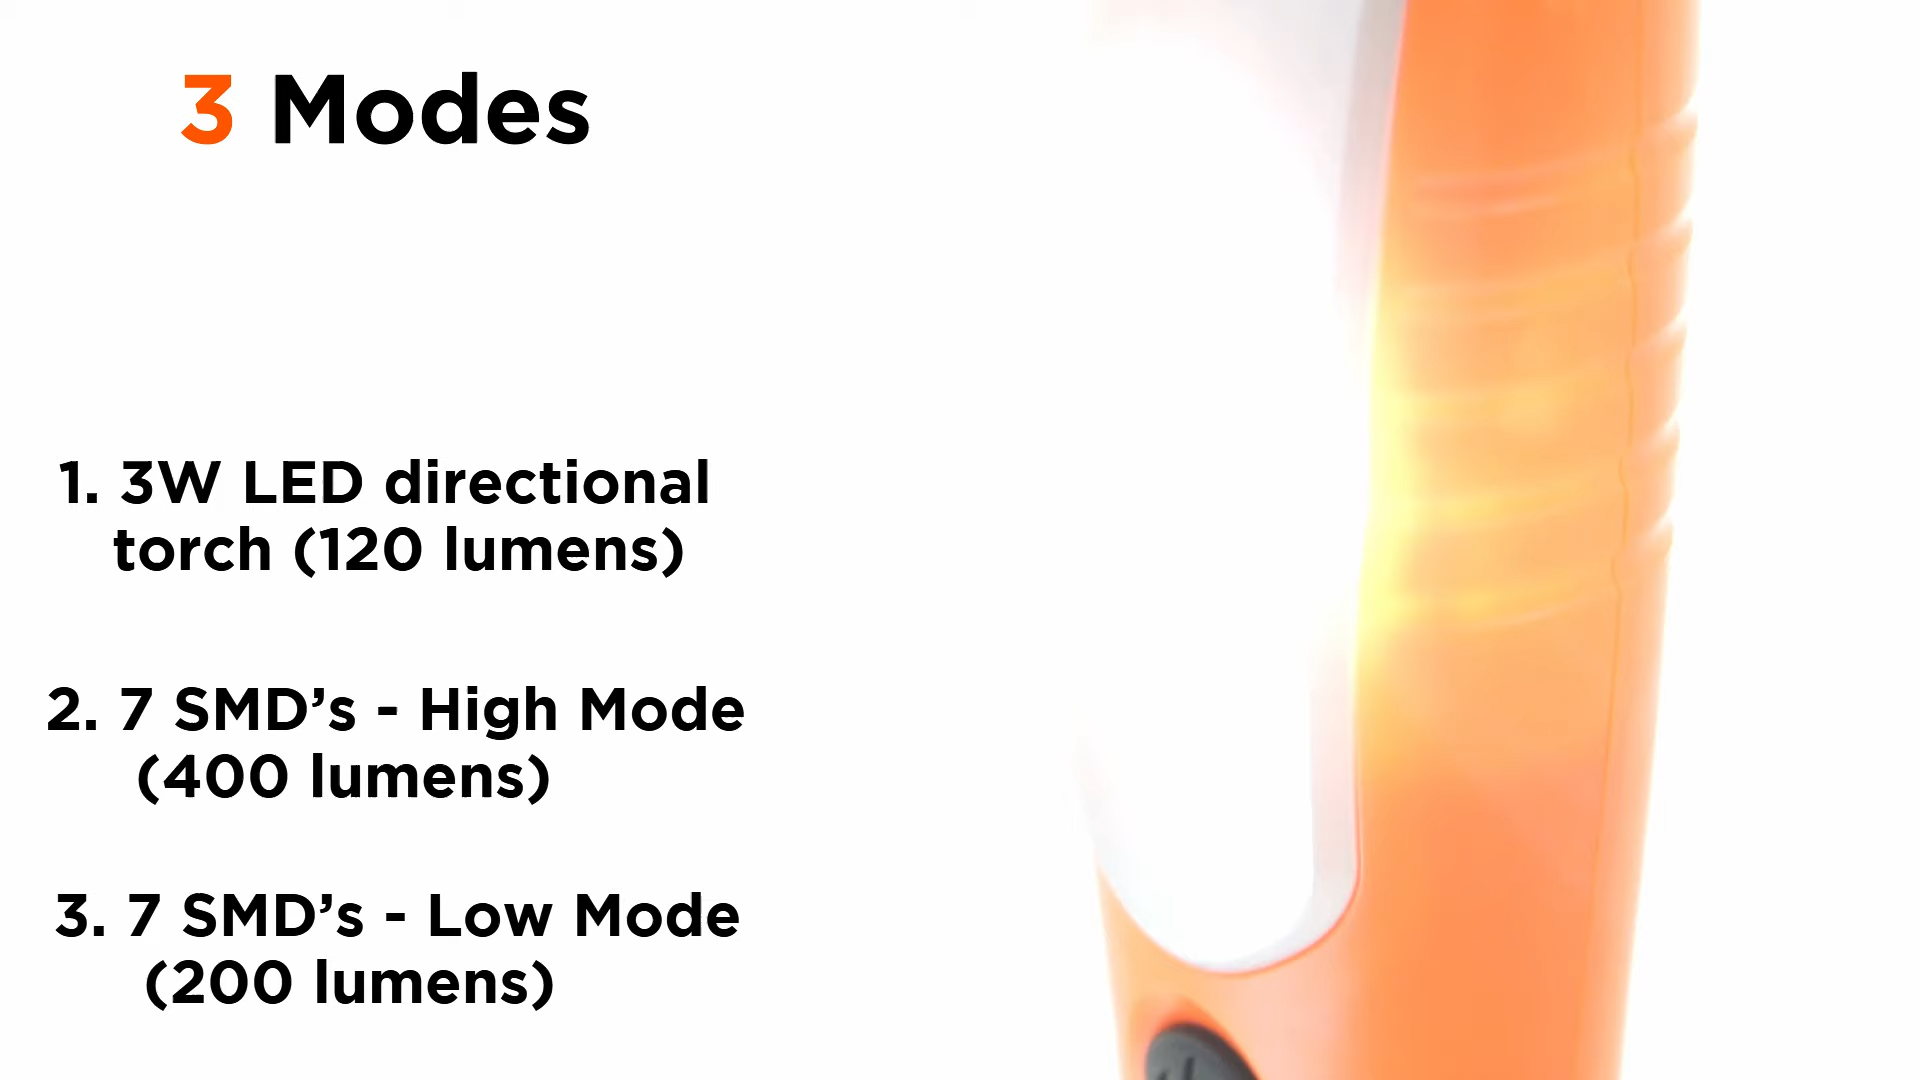 3 Modes
1. 3W LED directional
torch (120 lumens)
2. 7 SMD’s - High Mode
(400 lumens)
3. 7 SMD’s - Low Mode
(200 lumens)